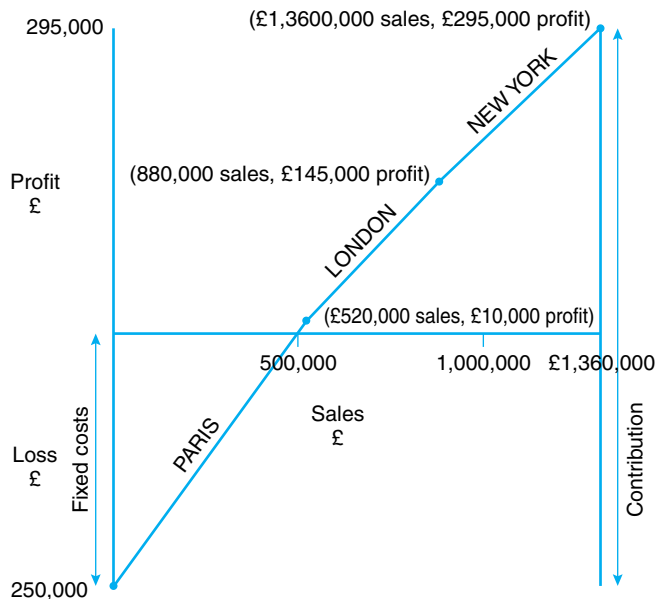 (£1,3600,000 sales, £295,000 profit)
295,000
NEW YORK
(880,000 sales, £145,000 profit)
Profit
£
LONDON
(£520,000 sales, £10,000 profit)
500,000
1,000,000
£1,360,000
Sales
£
PARIS
Loss
£
Fixed costs
Contribution
250,000